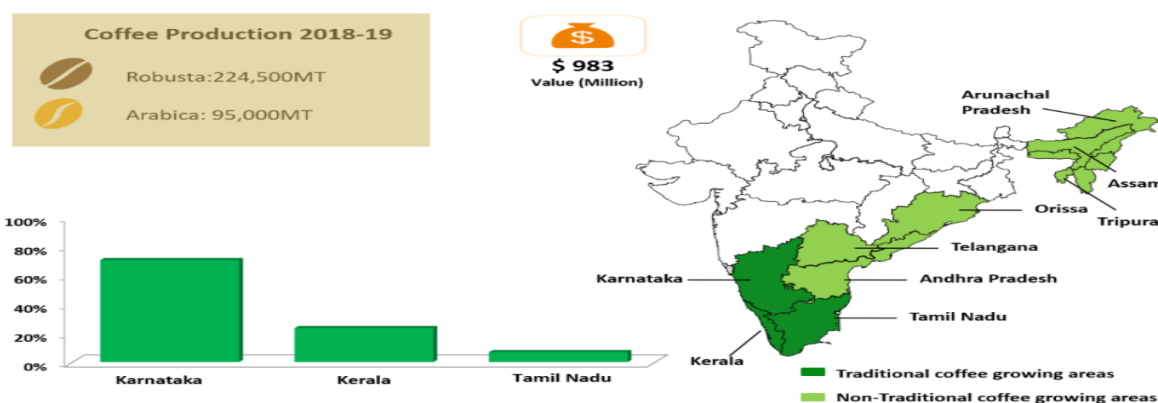 Coffee Production 2018-19
Robusta:224,500MT
Arabica: 95,000MT
$
$ 983
Value (Million)
Arunachal
Pradesh
Assam
Orissa
Tripura
Telangana
Karnataka
Andhra Pradesh
Tamil Nadu
Kerala
100%
80%
60%
40%
20%
0%
Karnataka
Kerala
Tamil Nadu
Traditional coffee growing areas
Non-Traditional coffee growing areas